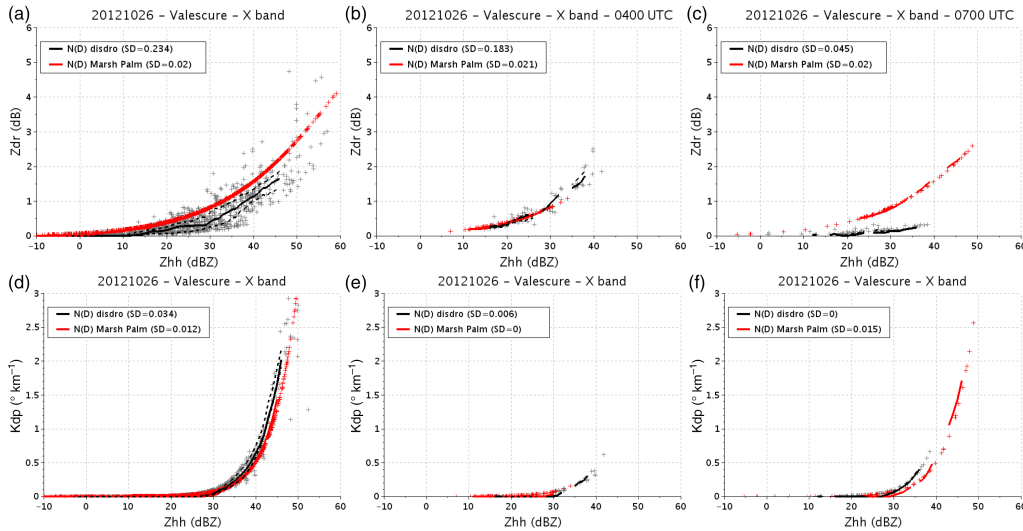 (a) 20121026 – Valescure – X band
N(D) disdro (SD=0.234)
N(D) Marsh Palm (SD=0.02)
Zdr (dB)
6
5
4
3
2
1
0
−10 0 10 20 30 40 50 60
Zhh (dBZ)
(b) 20121026 – Valescure – X band – 0400 UTC
N(D) disdro (SD=0.183)
N(D) Marsh Palm (SD=0.021)
Zdr (dB)
6
5
4
3
2
1
0
−10 0 10 20 30 40 50 60
Zhh (dBZ)
(c) 20121026 – Valescure – X band – 0700 UTC
N(D) disdro (SD=0.045)
N(D) Marsh Palm (SD=0.02)
Zdr (dB)
6
5
4
3
2
1
0
−10 0 10 20 30 40 50 60
Zhh (dBZ)
(d) 20121026 – Valescure – X band
N(D) disdro (SD=0.034)
N(D) Marsh Palm (SD=0.012)
Kdp (° km⁻¹)
3
2.5
2
1.5
1
0.5
0
−10 0 10 20 30 40 50 60
Zhh (dBZ)
(e) 20121026 – Valescure – X band
N(D) disdro (SD=0.006)
N(D) Marsh Palm (SD=0)
Kdp (° km⁻¹)
3
2.5
2
1.5
1
0.5
0
−10 0 10 20 30 40 50 60
Zhh (dBZ)
(f) 20121026 – Valescure – X band
N(D) disdro (SD=0)
N(D) Marsh Palm (SD=0.015)
Kdp (° km⁻¹)
3
2.5
2
1.5
1
0.5
0
−10 0 10 20 30 40 50 60
Zhh (dBZ)